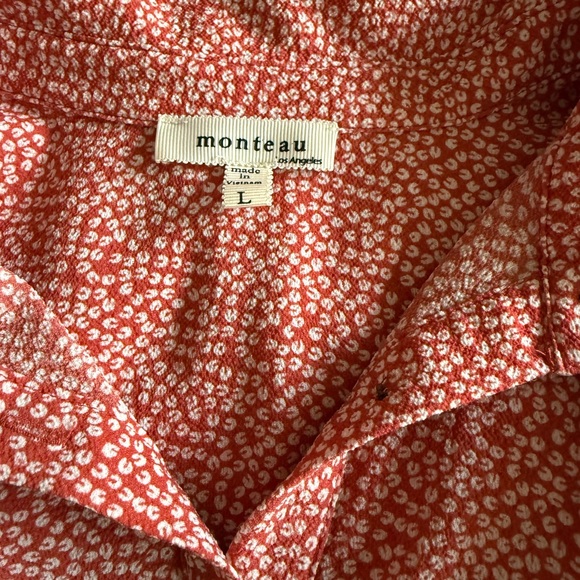 monteau
Los Angeles
made
in
Vietnam
L